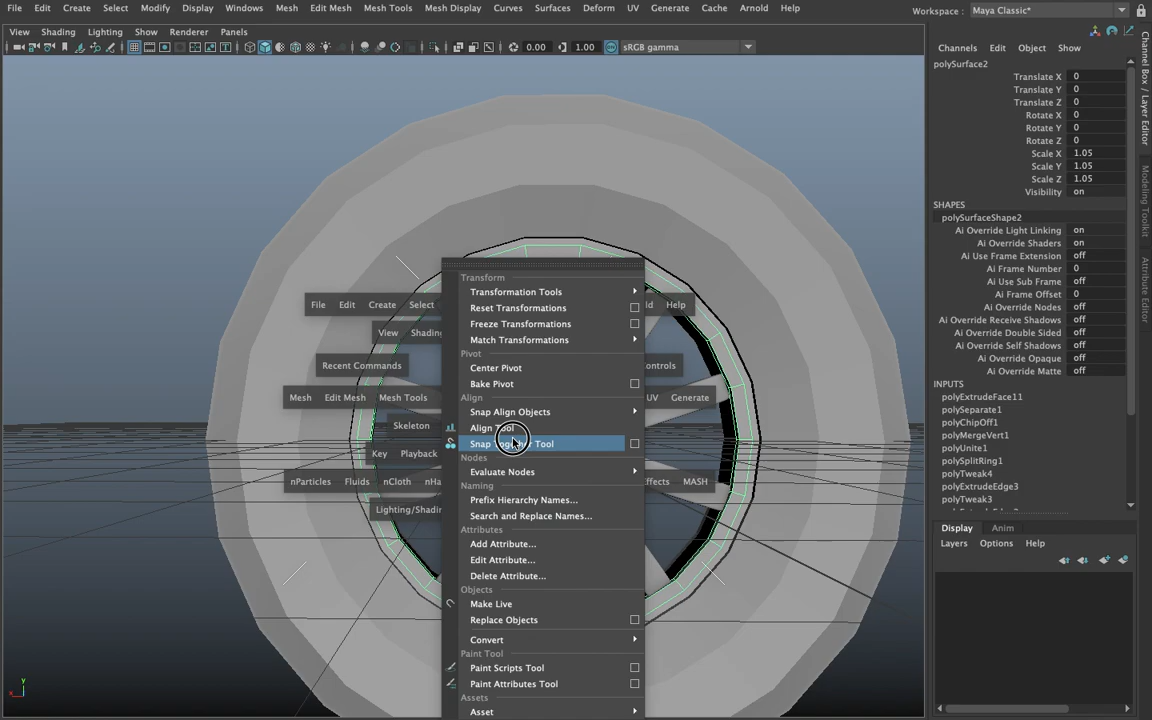 File Edit Create Select Modify Display Windows Mesh Edit Mesh Mesh Tools Mesh Display Curves Surfaces Deform UV Generate Cache Arnold Help
Workspace : Maya Classic*
View Shading Lighting Show Renderer Panels
0.00 1.00 sRGB gamma
Channels Edit Object Show
polySurface2
Translate X 0
Translate Y 0
Translate Z 0
Rotate X 0
Rotate Y 0
Rotate Z 0
Scale X 1.05
Scale Y 1.05
Scale Z 1.05
Visibility on
SHAPES
polySurfaceShape2
Ai Override Light Linking on
Ai Override Shaders on
Ai Use Frame Extension off
Ai Frame Number 0
Ai Use Sub Frame off
Ai Frame Offset 0
Ai Override Nodes off
Ai Override Receive Shadows off
Ai Override Double Sided off
Ai Override Self Shadows off
Ai Override Opaque off
Ai Override Matte off
INPUTS
polyExtrudeFace11
polySeparate1
polyChipOff1
polyMergeVert1
polyUnite1
polySplitRing1
polyTweak4
polyExtrudeEdge3
polyTweak3
Display Anim
Layers Options Help
Channel Box / Layer Editor
Modeling Toolkit
Attribute Editor
File Edit Create Select
Help
View Shading
Recent Commands
Mesh Edit Mesh Mesh Tools
UV Generate
Skeleton
Key Playback
nParticles Fluids nCloth
MASH
Transform
Transformation Tools
Reset Transformations
Freeze Transformations
Match Transformations
Pivot
Center Pivot
Bake Pivot
Align
Snap Align Objects
Align Tool
Snap Together Tool
Nodes
Evaluate Nodes
Naming
Prefix Hierarchy Names...
Search and Replace Names...
Attributes
Add Attribute...
Edit Attribute...
Delete Attribute...
Objects
Make Live
Replace Objects
Convert
Paint Tool
Paint Scripts Tool
Paint Attributes Tool
Assets
Asset
y
x